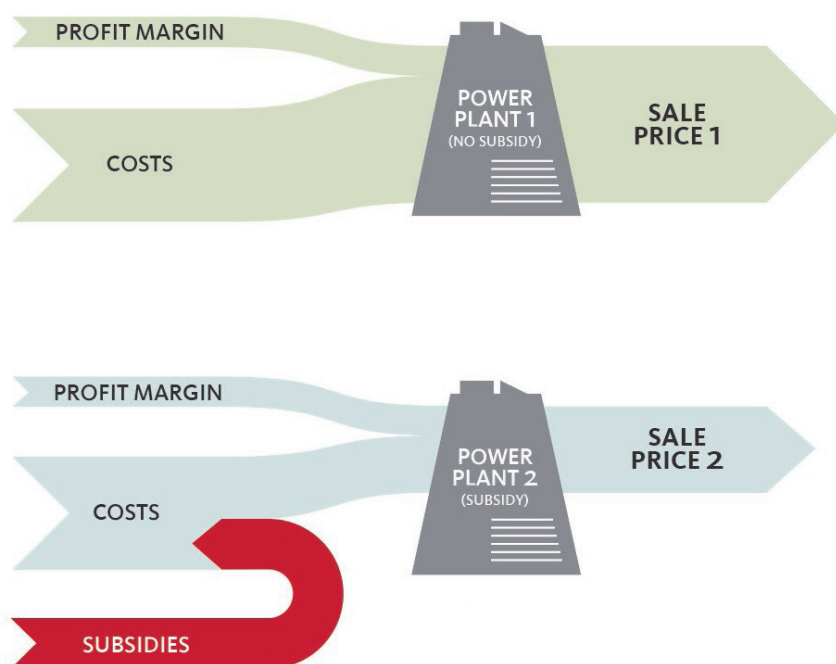 PROFIT MARGIN
COSTS
POWER
PLANT 1
(NO SUBSIDY)
SALE
PRICE 1
PROFIT MARGIN
COSTS
POWER
PLANT 2
(SUBSIDY)
SALE
PRICE 2
SUBSIDIES